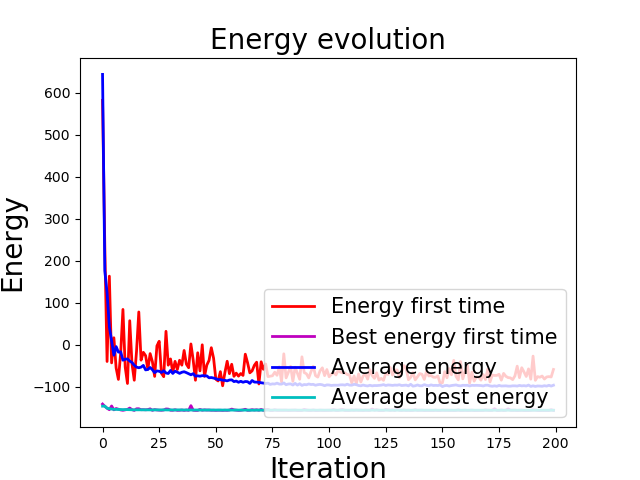 Energy evolution
Energy
600
500
400
300
200
100
0
−100
Energy first time
Best energy first time
Average energy
Average best energy
0 25 50 75 100 125 150 175 200
Iteration